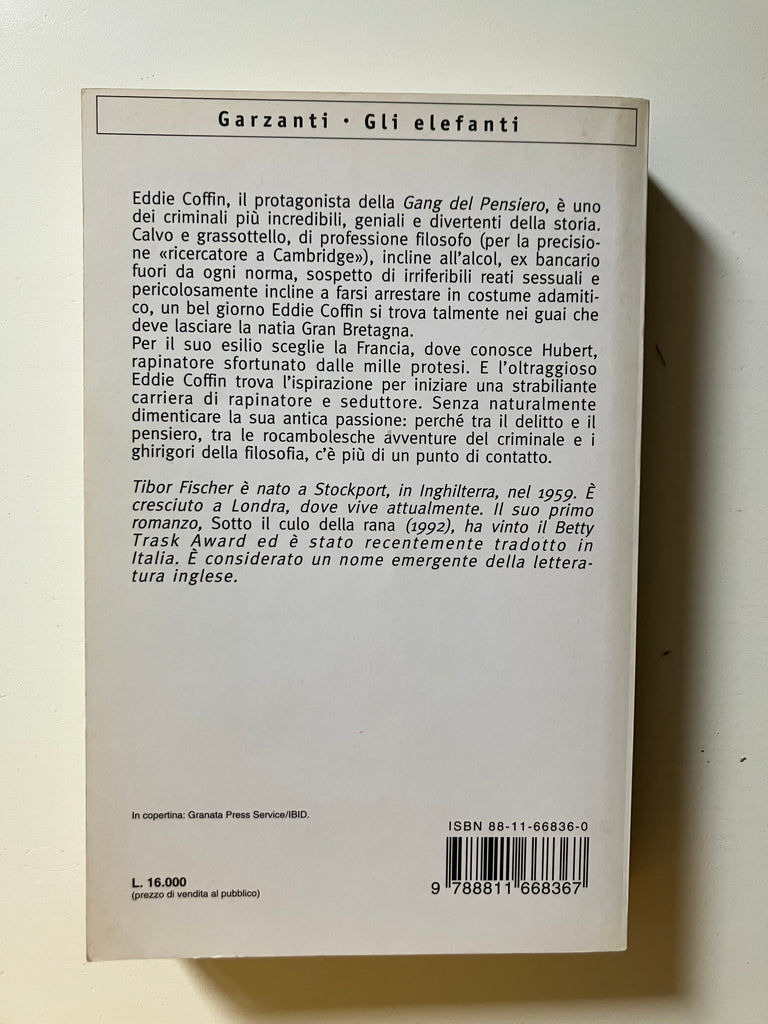 Garzanti · Gli elefanti
Eddie Coffin, il protagonista della Gang del Pensiero, è uno
dei criminali più incredibili, geniali e divertenti della storia.
Calvo e grassottello, di professione filosofo (per la precisio-
ne «ricercatore a Cambridge»), incline all'alcol, ex bancario
fuori da ogni norma, sospetto di irriferibili reati sessuali e
pericolosamente incline a farsi arrestare in costume adamiti-
co, un bel giorno Eddie Coffin si trova talmente nei guai che
deve lasciare la natia Gran Bretagna.
Per il suo esilio sceglie la Francia, dove conosce Hubert,
rapinatore sfortunato dalle mille protesi. E l'oltraggioso
Eddie Coffin trova l'ispirazione per iniziare una strabiliante
carriera di rapinatore e seduttore. Senza naturalmente
dimenticare la sua antica passione: perché tra il delitto e il
pensiero, tra le rocambolesche avventure del criminale e i
ghirigori della filosofia, c'è più di un punto di contatto.
Tibor Fischer è nato a Stockport, in Inghilterra, nel 1959. È
cresciuto a Londra, dove vive attualmente. Il suo primo
romanzo, Sotto il culo della rana (1992), ha vinto il Betty
Trask Award ed è stato recentemente tradotto in
Italia. È considerato un nome emergente della lettera-
tura inglese.
In copertina: Granata Press Service/IBID.
ISBN 88-11-66836-0
9 788811 668367
L. 16.000
(prezzo di vendita al pubblico)